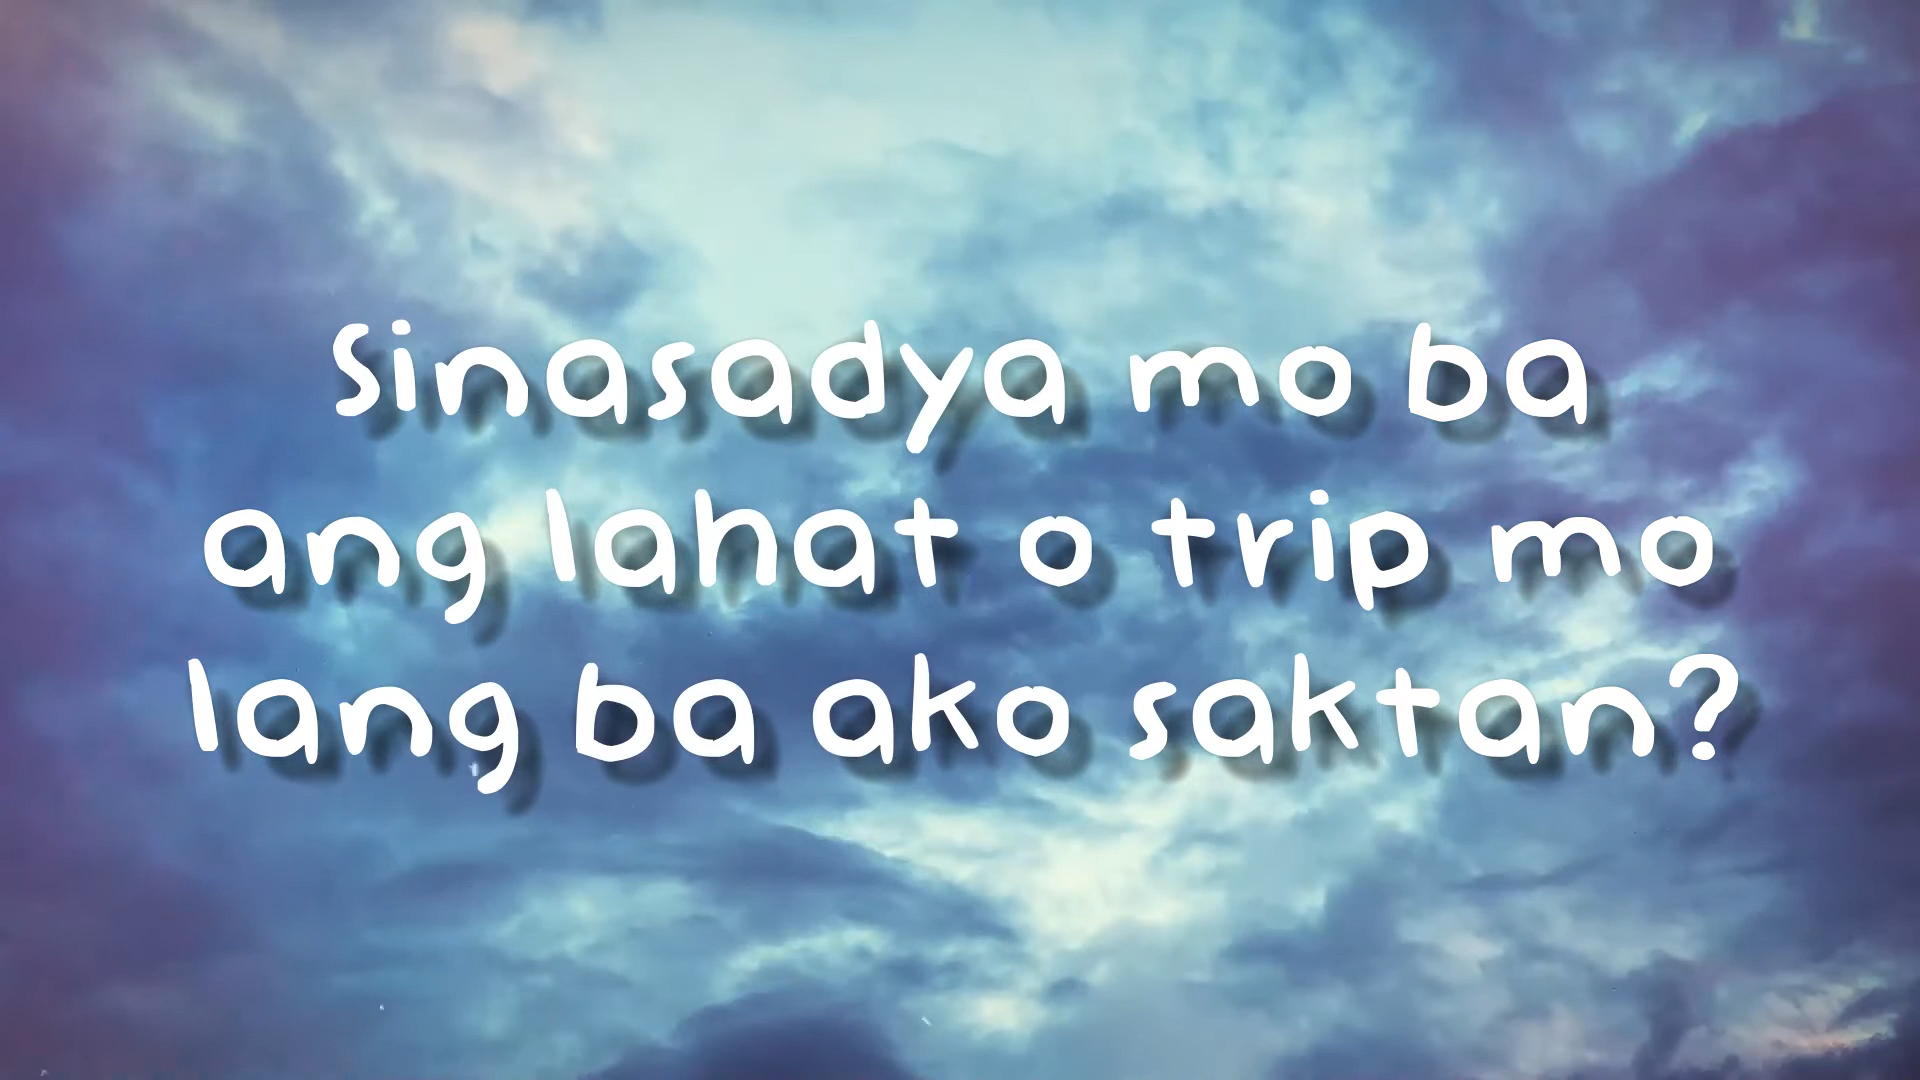 Sinasadya mo ba
ang lahat o trip mo
lang ba ako saktan?